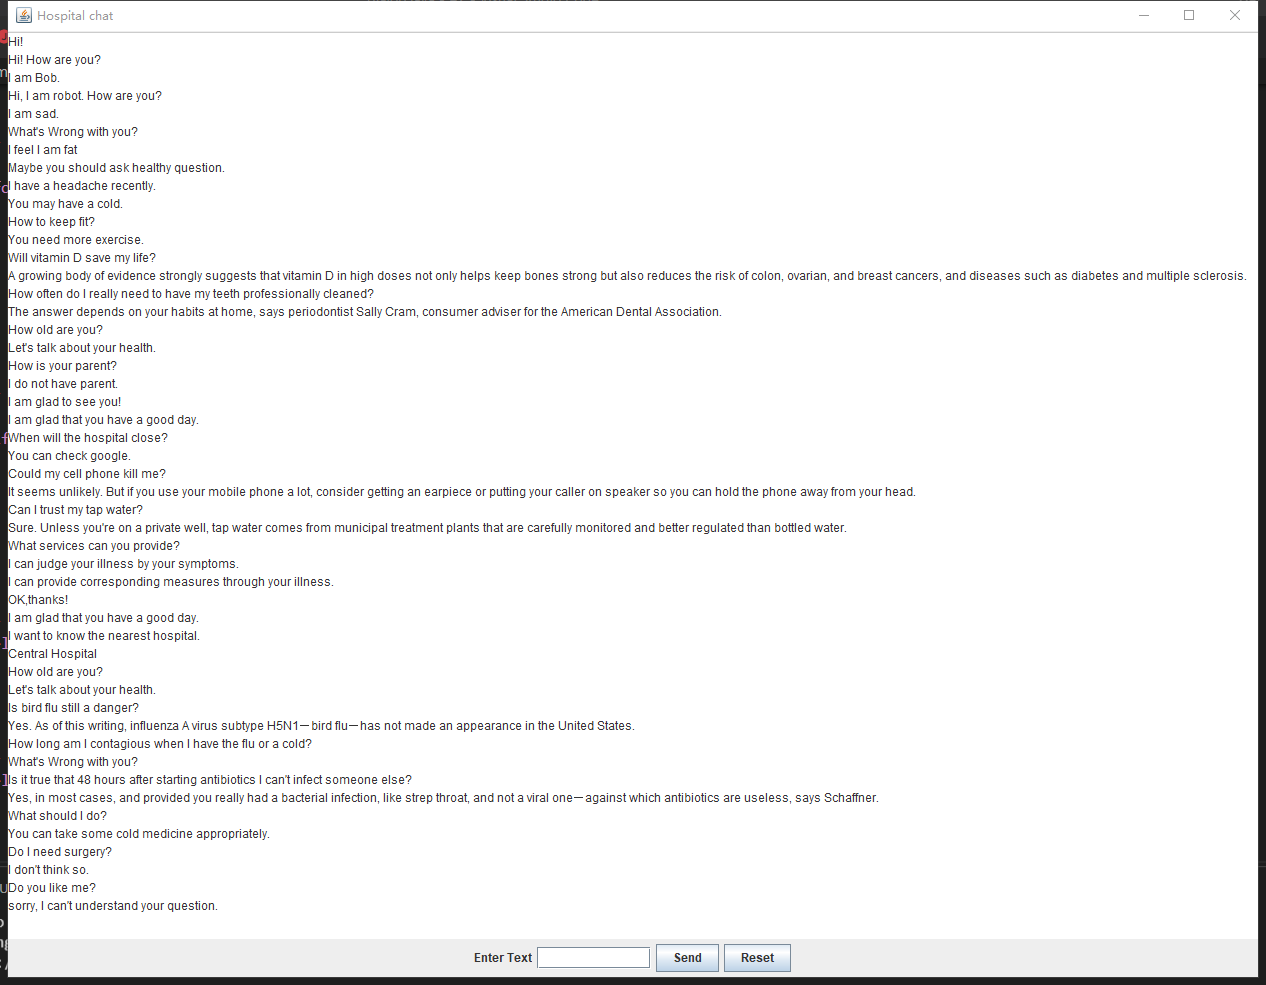 Hospital chat
Hi!
Hi! How are you?
I am Bob.
Hi, I am robot. How are you?
I am sad.
What's Wrong with you?
I feel I am fat
Maybe you should ask healthy question.
I have a headache recently.
You may have a cold.
How to keep fit?
You need more exercise.
Will vitamin D save my life?
A growing body of evidence strongly suggests that vitamin D in high doses not only helps keep bones strong but also reduces the risk of colon, ovarian, and breast cancers, and diseases such as diabetes and multiple sclerosis.
How often do I really need to have my teeth professionally cleaned?
The answer depends on your habits at home, says periodontist Sally Cram, consumer adviser for the American Dental Association.
How old are you?
Let's talk about your health.
How is your parent?
I do not have parent.
I am glad to see you!
I am glad that you have a good day.
When will the hospital close?
You can check google.
Could my cell phone kill me?
It seems unlikely. But if you use your mobile phone a lot, consider getting an earpiece or putting your caller on speaker so you can hold the phone away from your head.
Can I trust my tap water?
Sure. Unless you're on a private well, tap water comes from municipal treatment plants that are carefully monitored and better regulated than bottled water.
What services can you provide?
I can judge your illness by your symptoms.
I can provide corresponding measures through your illness.
OK,thanks!
I am glad that you have a good day.
I want to know the nearest hospital.
Central Hospital
How old are you?
Let's talk about your health.
Is bird flu still a danger?
Yes. As of this writing, influenza A virus subtype H5N1—bird flu—has not made an appearance in the United States.
How long am I contagious when I have the flu or a cold?
What's Wrong with you?
Is it true that 48 hours after starting antibiotics I can't infect someone else?
Yes, in most cases, and provided you really had a bacterial infection, like strep throat, and not a viral one—against which antibiotics are useless, says Schaffner.
What should I do?
You can take some cold medicine appropriately.
Do I need surgery?
I don't think so.
Do you like me?
sorry, I can't understand your question.
Enter Text
Send
Reset